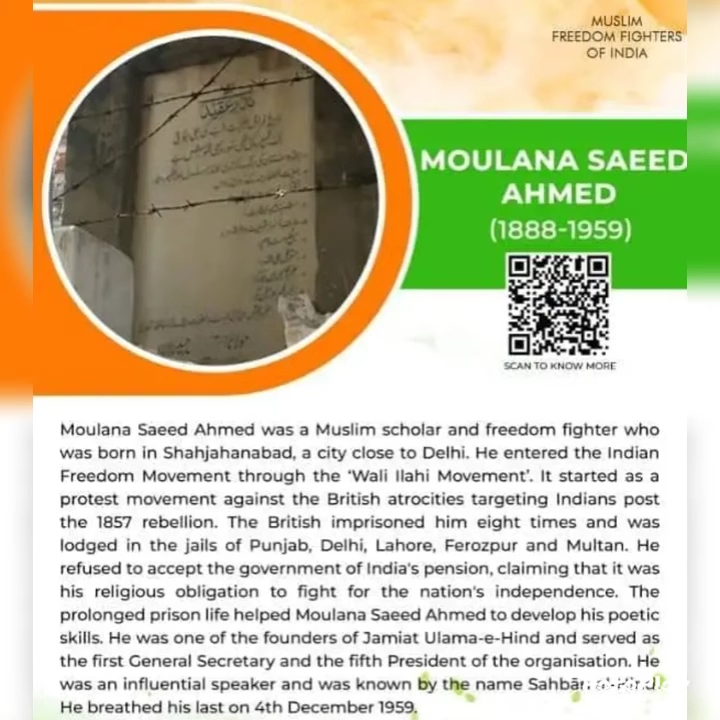 MUSLIM
FREEDOM FIGHTERS
OF INDIA
MOULANA SAEED
AHMED
(1888-1959)
SCAN TO KNOW MORE
Moulana Saeed Ahmed was a Muslim scholar and freedom fighter who
was born in Shahjahanabad, a city close to Delhi. He entered the Indian
Freedom Movement through the ‘Wali Ilahi Movement’. It started as a
protest movement against the British atrocities targeting Indians post
the 1857 rebellion. The British imprisoned him eight times and was
lodged in the jails of Punjab, Delhi, Lahore, Ferozpur and Multan. He
refused to accept the government of India's pension, claiming that it was
his religious obligation to fight for the nation's independence. The
prolonged prison life helped Moulana Saeed Ahmed to develop his poetic
skills. He was one of the founders of Jamiat Ulama-e-Hind and served as
the first General Secretary and the fifth President of the organisation. He
was an influential speaker and was known by the name
He breathed his last on 4th December 1959.